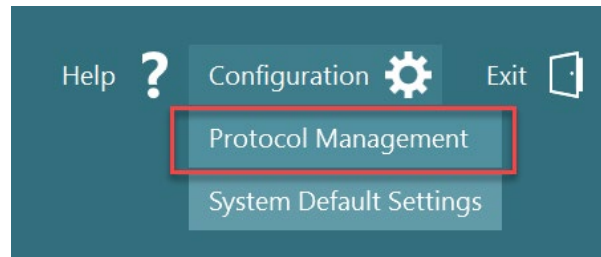 Help ? Configuration Exit
Protocol Management
System Default Settings